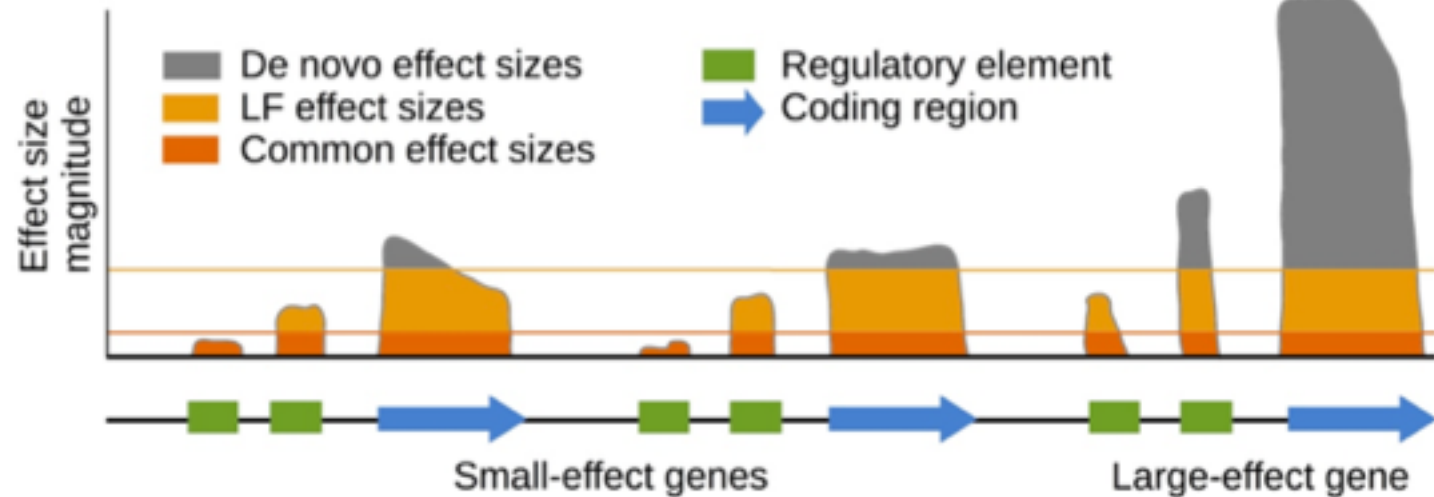 Effect size
magnitude
De novo effect sizes
LF effect sizes
Common effect sizes
Regulatory element
Coding region
Small-effect genes
Large-effect gene